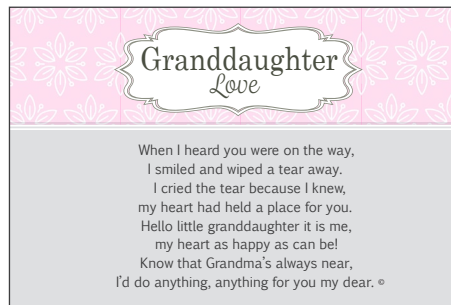 Granddaughter
Love
When I heard you were on the way,
I smiled and wiped a tear away.
I cried the tear because I knew,
my heart had held a place for you.
Hello little granddaughter it is me,
my heart as happy as can be!
Know that Grandma's always near,
I'd do anything, anything for you my dear. ©